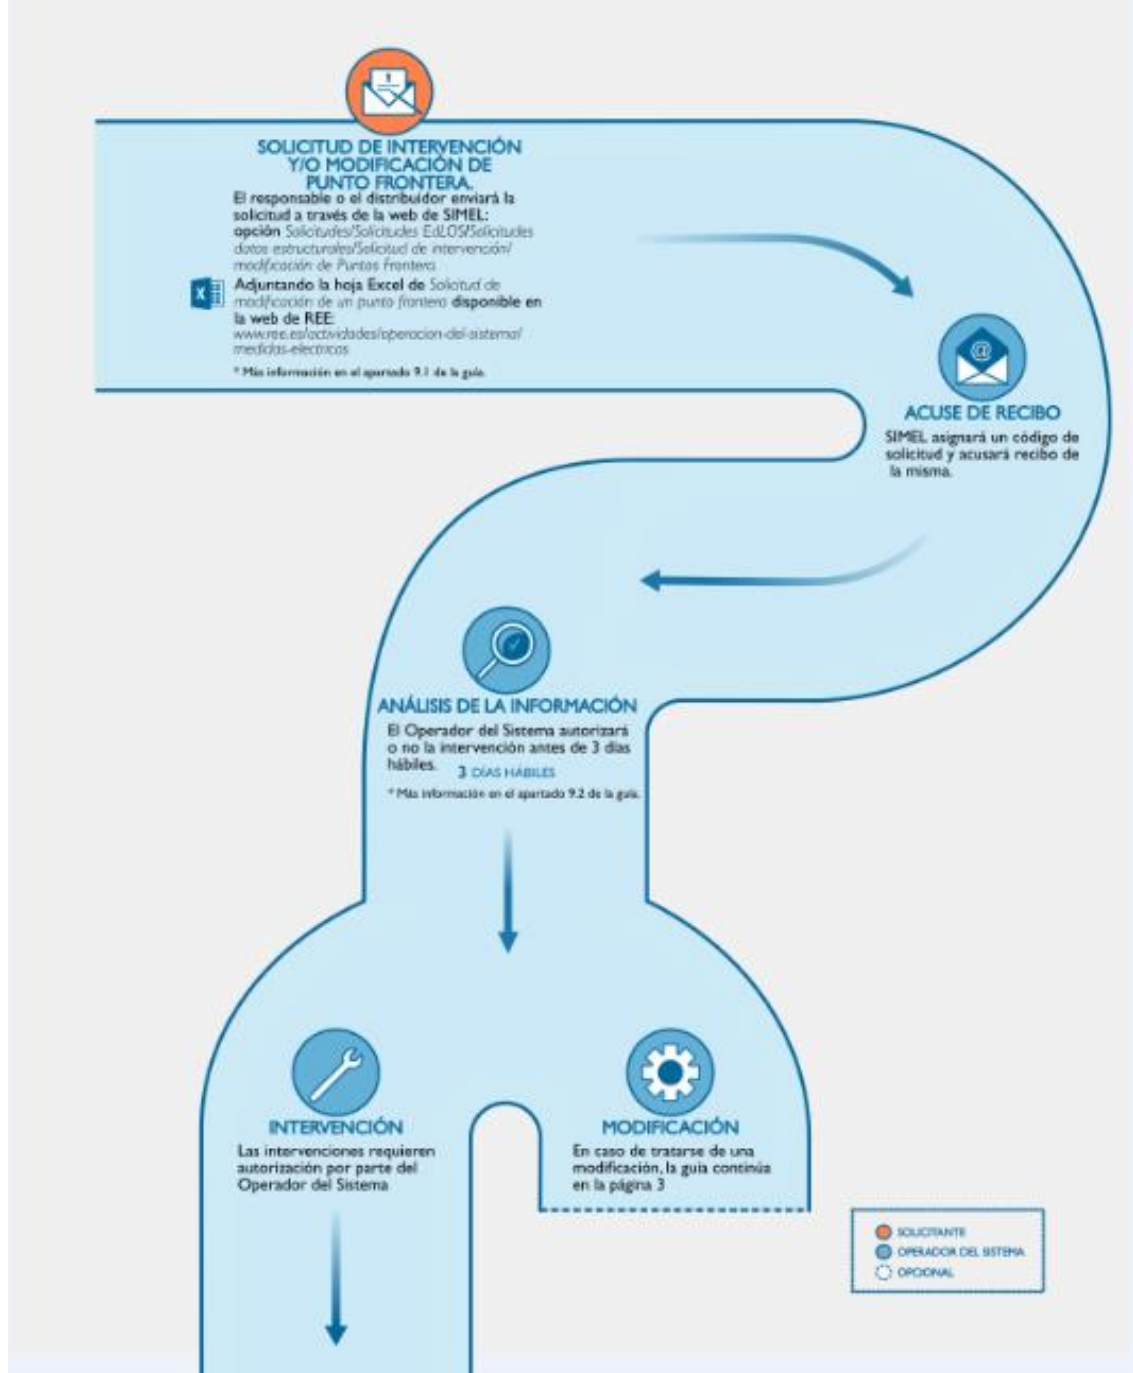 SOLICITUD DE INTERVENCIÓN
Y/O MODIFICACIÓN DE
PUNTO FRONTERA.
El responsable o el distribuidor enviará la
solicitud a través de la web de SIMEL:
opción Solicitudes/Solicitudes EdLOS/Solicitudes
datos estructurales/Solicitud de intervención/
modificación de Puntos Frontera.
Adjuntando la hoja Excel de Solicitud de
modificación de un punto frontera disponible en
la web de REE:
www.ree.es/actividades/operacion-del-sistema/
medidas-electricas
* Más información en el apartado 9.1 de la guía.
ACUSE DE RECIBO
SIMEL asignará un código de
solicitud y acusará recibo de
la misma.
ANÁLISIS DE LA INFORMACIÓN
El Operador del Sistema autorizará
o no la intervención antes de 3 días
hábiles.
3 DÍAS HÁBILES
* Más información en el apartado 9.2 de la guía.
INTERVENCIÓN
Las intervenciones requieren
autorización por parte del
Operador del Sistema
MODIFICACIÓN
En caso de tratarse de una
modificación, la guía continúa
en la página 3
SOLICITANTE
OPERADOR DEL SISTEMA
OPCIONAL